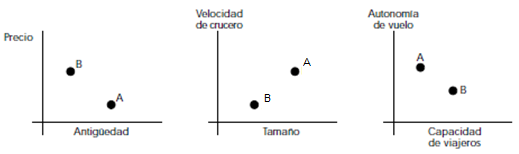 Precio
B
A
Antigüedad
Velocidad
de crucero
A
B
Tamaño
Autonomía
de vuelo
A
B
Capacidad
de viajeros